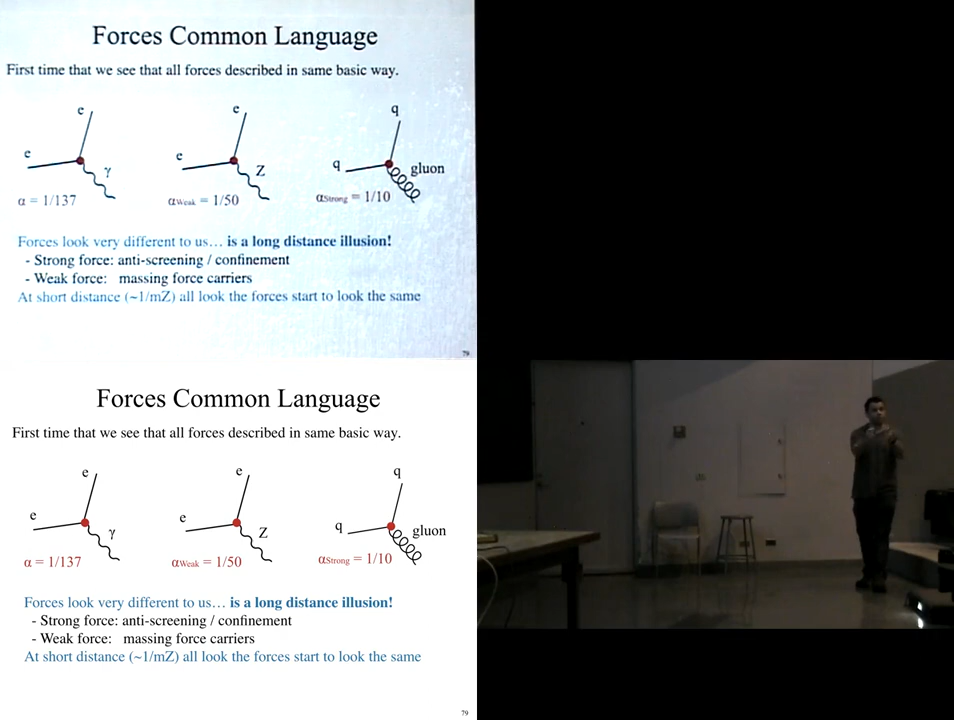 Forces Common Language
First time that we see that all forces described in same basic way.
e
e
q
e
e
q
γ
Z
gluon
α = 1/137
αWeak = 1/50
αStrong = 1/10
Forces look very different to us... is a long distance illusion!
- Strong force: anti-screening / confinement
- Weak force: massing force carriers
At short distance (~1/mZ) all look the forces start to look the same
79
Forces Common Language
First time that we see that all forces described in same basic way.
e
e
q
e
e
q
γ
Z
gluon
α = 1/137
αWeak = 1/50
αStrong = 1/10
Forces look very different to us... is a long distance illusion!
- Strong force: anti-screening / confinement
- Weak force: massing force carriers
At short distance (~1/mZ) all look the forces start to look the same
79